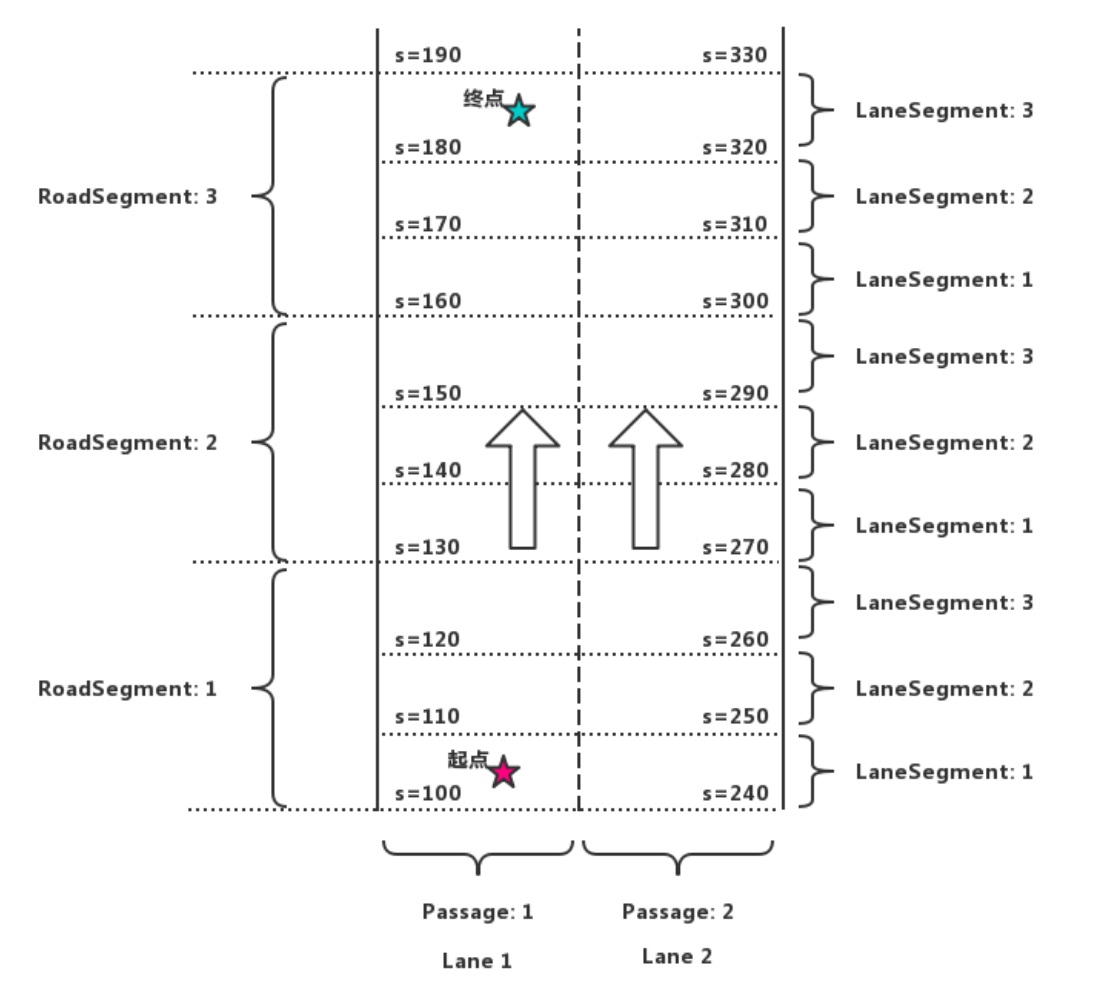 s=190 s=330
终点
LaneSegment: 3
s=180 s=320
RoadSegment: 3
LaneSegment: 2
s=170 s=310
LaneSegment: 1
s=160 s=300
LaneSegment: 3
s=150 s=290
RoadSegment: 2
LaneSegment: 2
s=140 s=280
LaneSegment: 1
s=130 s=270
LaneSegment: 3
s=120 s=260
RoadSegment: 1
LaneSegment: 2
s=110 s=250
起点
LaneSegment: 1
s=100 s=240
Passage: 1 Passage: 2
Lane 1 Lane 2